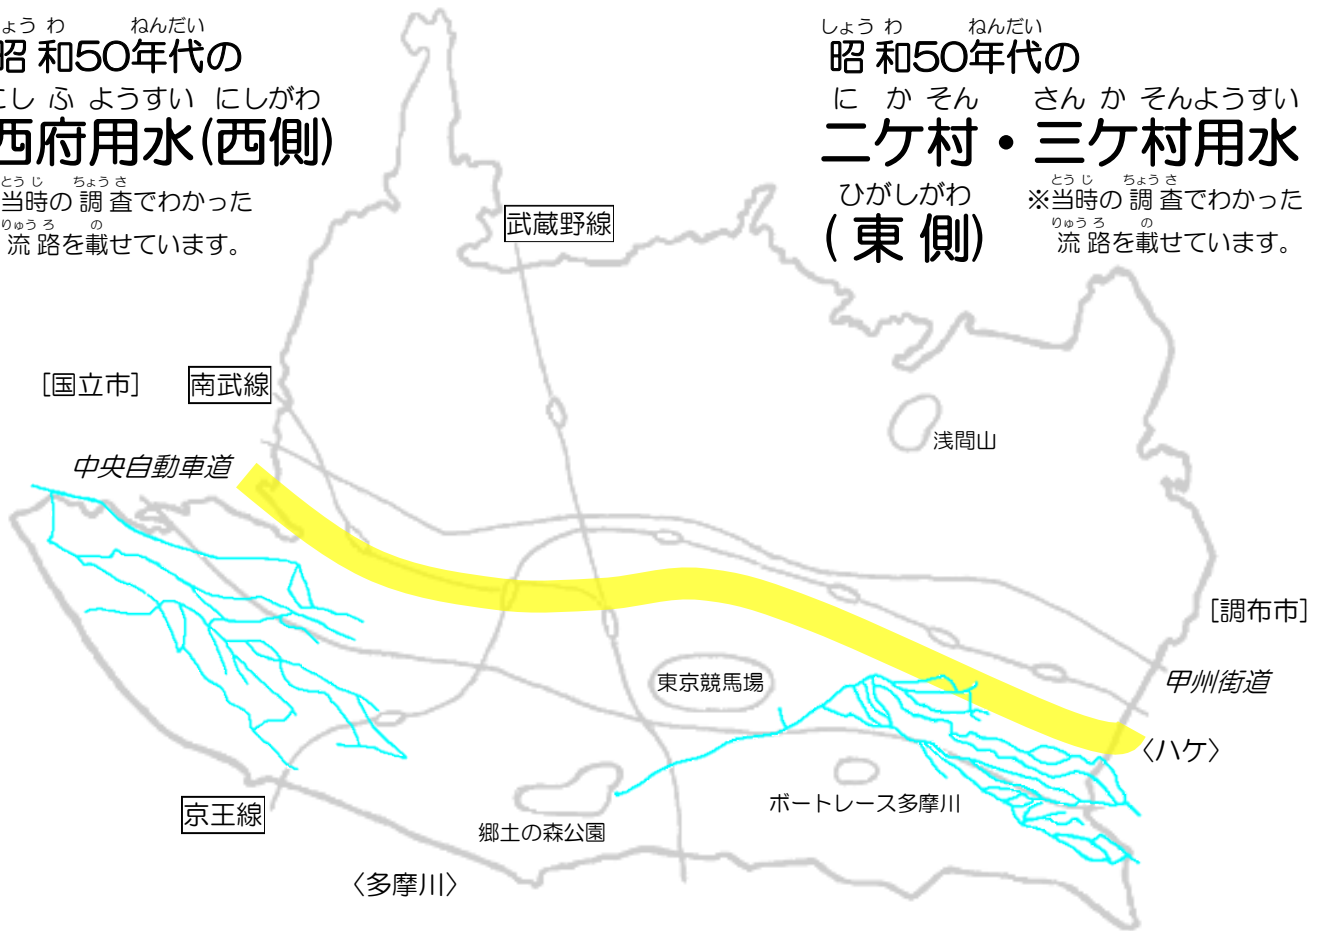 ょうわ ねんだい
昭和50年代の
にしふようすい にしがわ
西府用水(西側)
とうじ ちょうさ
当時の調査でわかった
りゅうろ の
流路を載せています。
しょうわ ねんだい
昭和50年代の
にかそん さんかそんようすい
二ケ村・三ケ村用水
ひがしがわ
(東側)
とうじ ちょうさ
※当時の調査でわかった
りゅうろ の
流路を載せています。
武蔵野線
[国立市]
南武線
浅間山
中央自動車道
[調布市]
東京競馬場
甲州街道
〈ハケ〉
京王線
ボートレース多摩川
郷土の森公園
〈多摩川〉